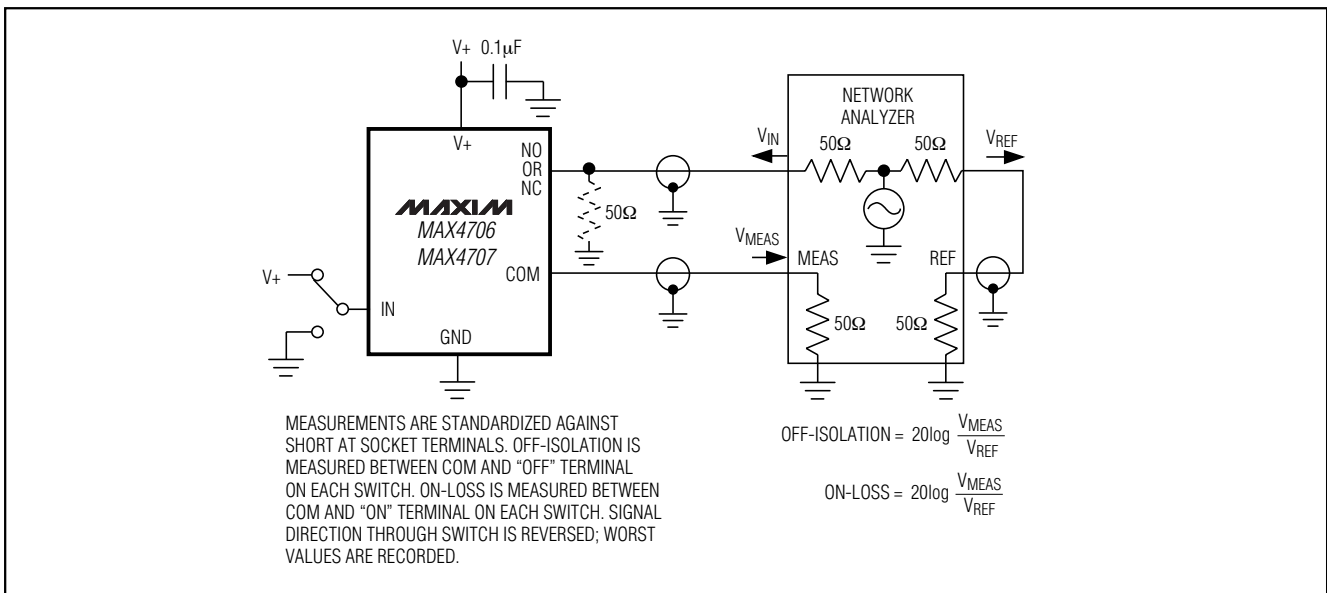 V+ 0.1µF
V+
NO
OR
NC
MAXIM
MAX4706
MAX4707
COM
V+
IN
GND
50Ω
VIN
VMEAS
NETWORK
ANALYZER
50Ω 50Ω
VREF
MEAS REF
50Ω 50Ω
MEASUREMENTS ARE STANDARDIZED AGAINST
SHORT AT SOCKET TERMINALS. OFF-ISOLATION IS
MEASURED BETWEEN COM AND “OFF” TERMINAL
ON EACH SWITCH. ON-LOSS IS MEASURED BETWEEN
COM AND “ON” TERMINAL ON EACH SWITCH. SIGNAL
DIRECTION THROUGH SWITCH IS REVERSED; WORST
VALUES ARE RECORDED.
OFF-ISOLATION = 20log VMEAS
VREF
ON-LOSS = 20log VMEAS
VREF